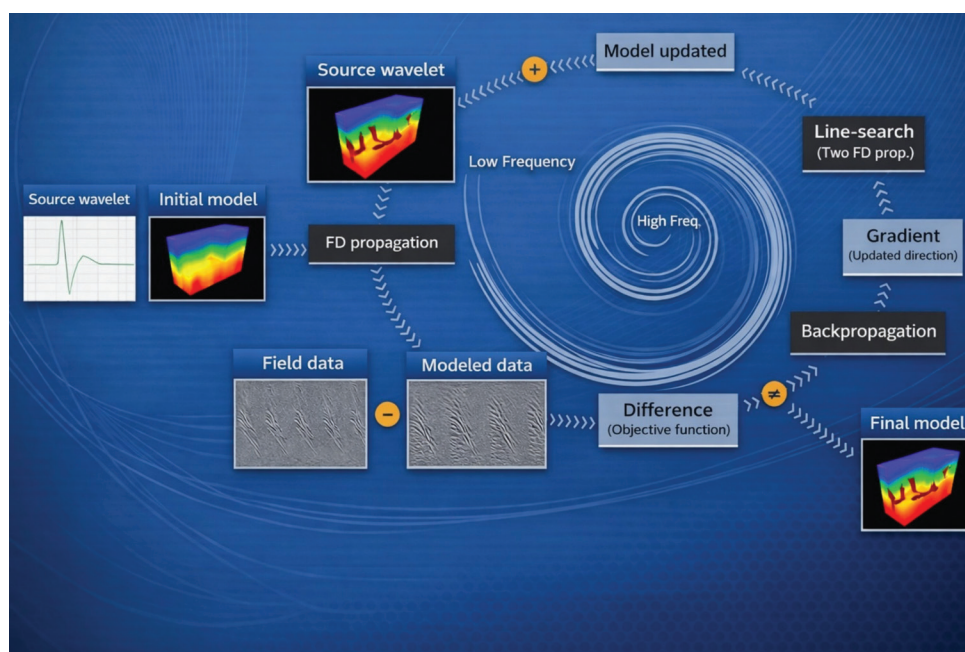 Model updated
Source wavelet
Line-search
(Two FD prop.)
Low Frequency
Source wavelet
Initial model
High Freq.
FD propagation
Gradient
(Updated direction)
Backpropagation
Field data
Modeled data
Difference
(Objective function)
Final model